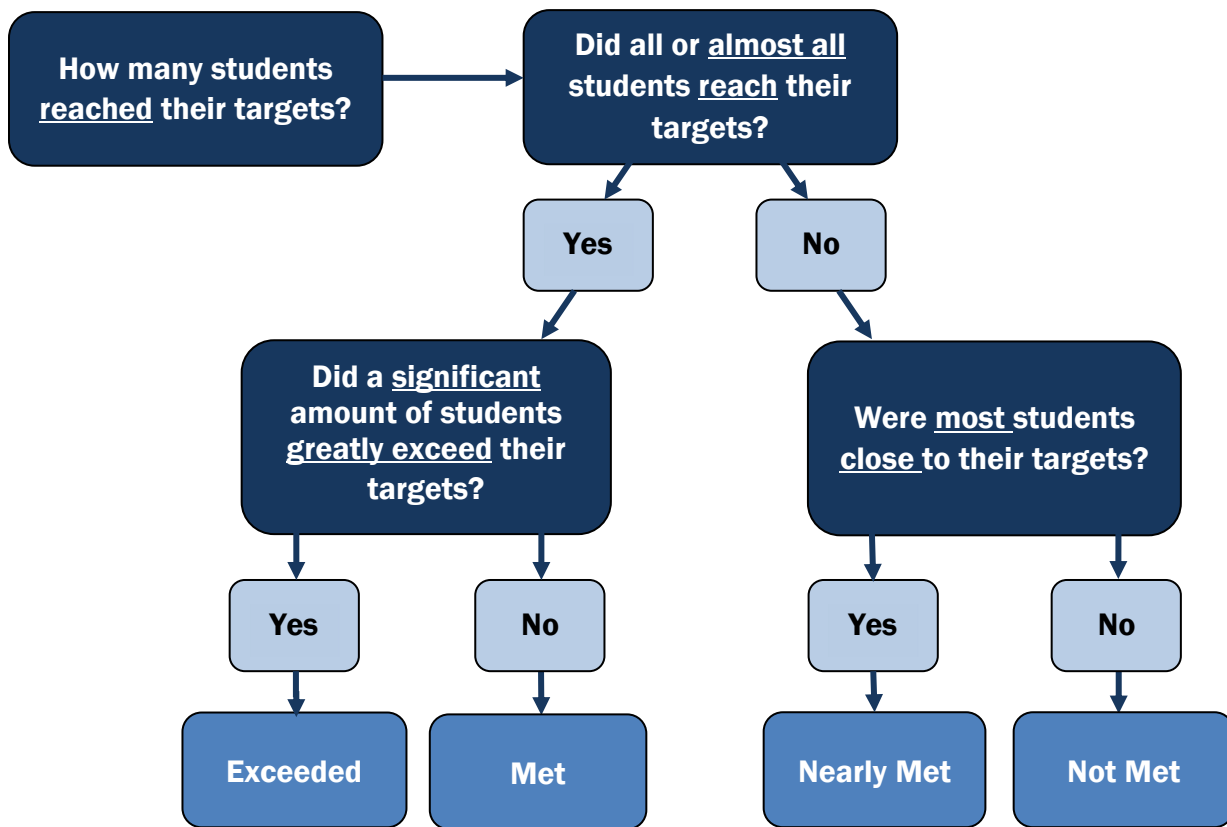 How many students
reached their targets?
Did all or almost all
students reach their
targets?
Yes
No
Did a significant
amount of students
greatly exceed their
targets?
Were most students
close to their targets?
Yes
No
Yes
No
Exceeded
Met
Nearly Met
Not Met